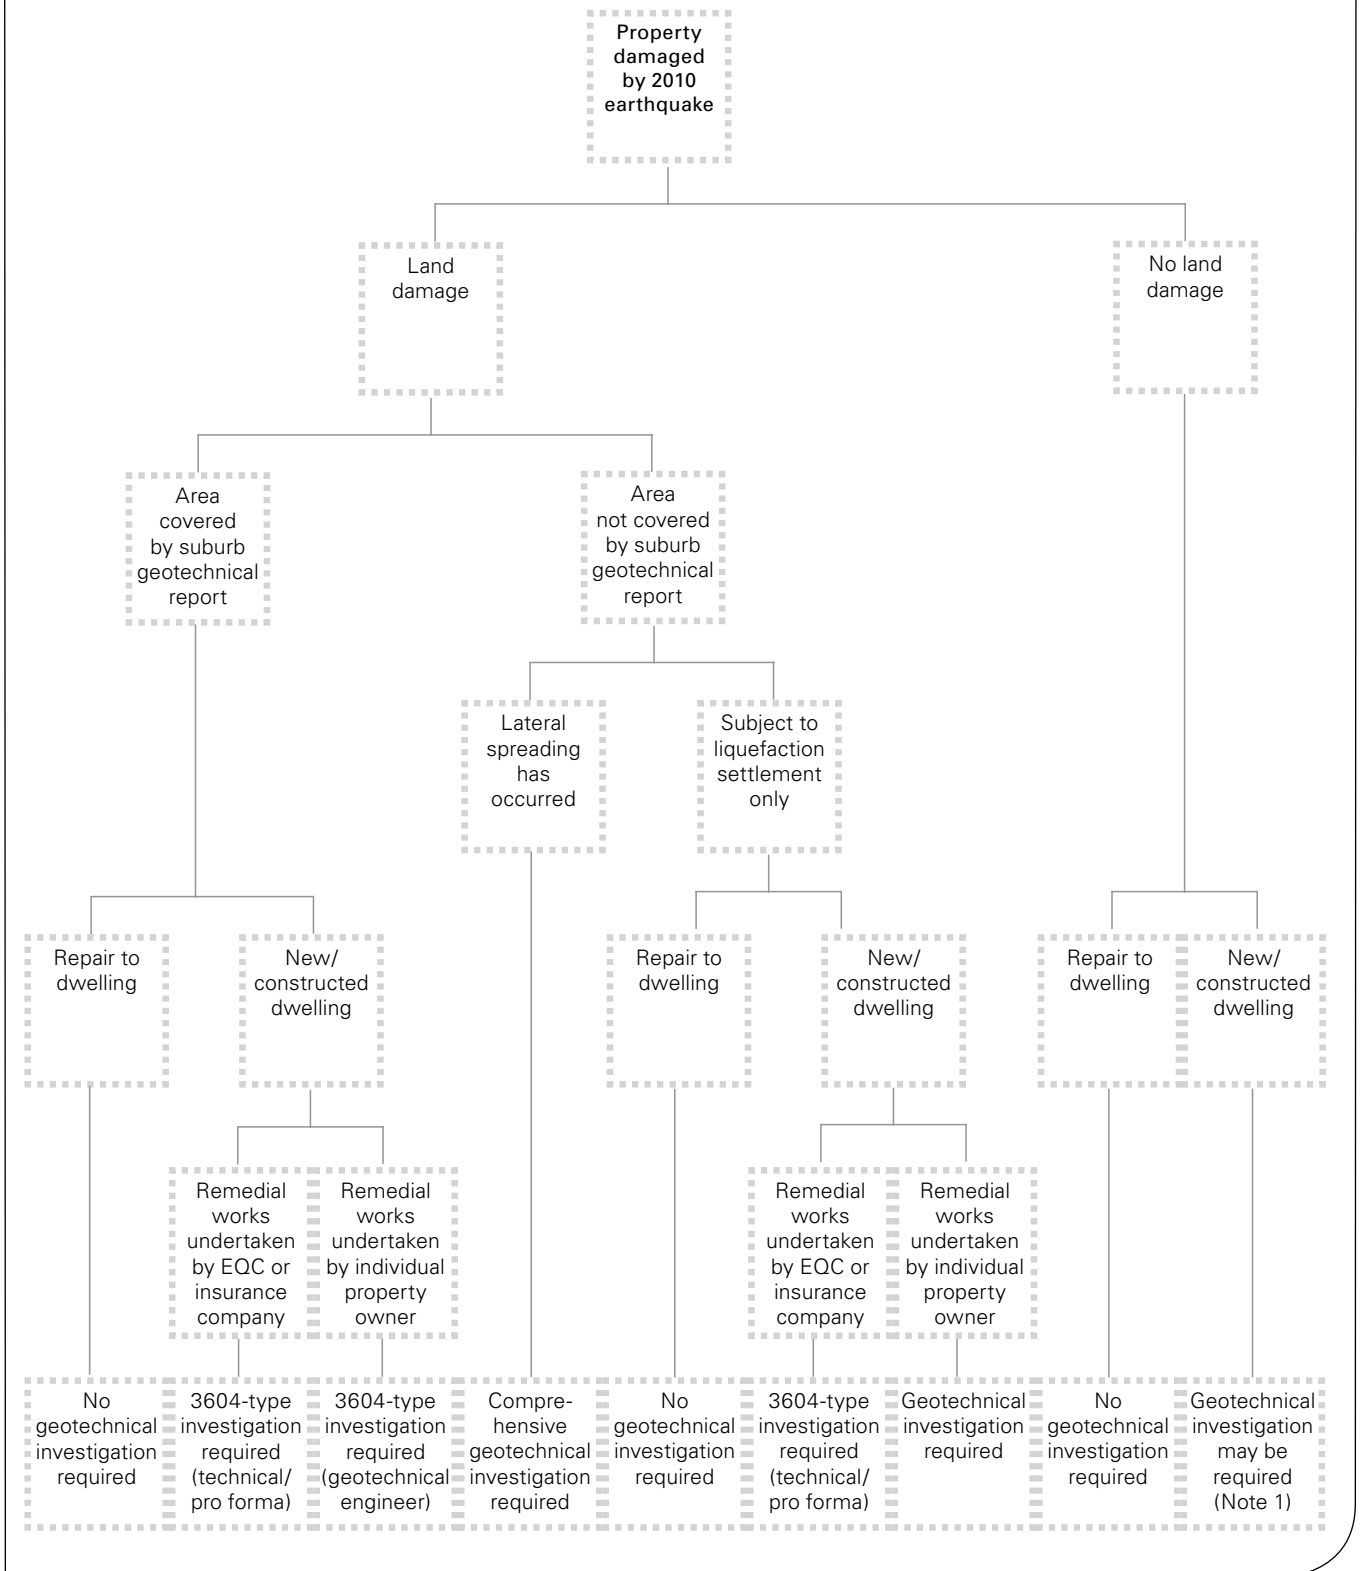 Property
damaged
by 2010
earthquake
Land
damage
No land
damage
Area
covered
by suburb
geotechnical
report
Area
not covered
by suburb
geotechnical
report
Lateral
spreading
has
occurred
Subject to
liquefaction
settlement
only
Repair to
dwelling
New/
constructed
dwelling
Repair to
dwelling
New/
constructed
dwelling
Repair to
dwelling
New/
constructed
dwelling
Remedial
works
undertaken
by EQC or
insurance
company
Remedial
works
undertaken
by individual
property
owner
Remedial
works
undertaken
by EQC or
insurance
company
Remedial
works
undertaken
by individual
property
owner
No
geotechnical
investigation
required
3604-type
investigation
required
(technical/
pro forma)
3604-type
investigation
required
(geotechnical
engineer)
Compre-
hensive
geotechnical
investigation
required
No
geotechnical
investigation
required
3604-type
investigation
required
(technical/
pro forma)
Geotechnical
investigation
required
No
geotechnical
investigation
required
Geotechnical
investigation
may be
required
(Note 1)